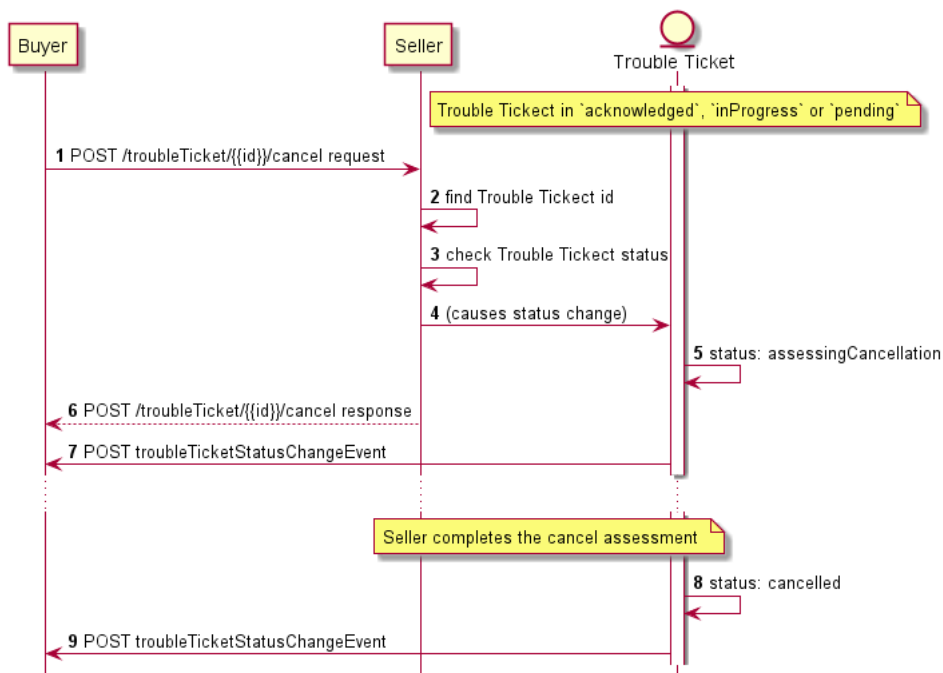 Buyer
Seller
Trouble Ticket
Trouble Tickect in `acknowledged`, `inProgress` or `pending`
1 POST /troubleTicket/{{id}}/cancel request
2 find Trouble Tickect id
3 check Trouble Tickect status
4 (causes status change)
5 status: assessingCancellation
6 POST /troubleTicket/{{id}}/cancel response
7 POST troubleTicketStatusChangeEvent
Seller completes the cancel assessment
8 status: cancelled
9 POST troubleTicketStatusChangeEvent